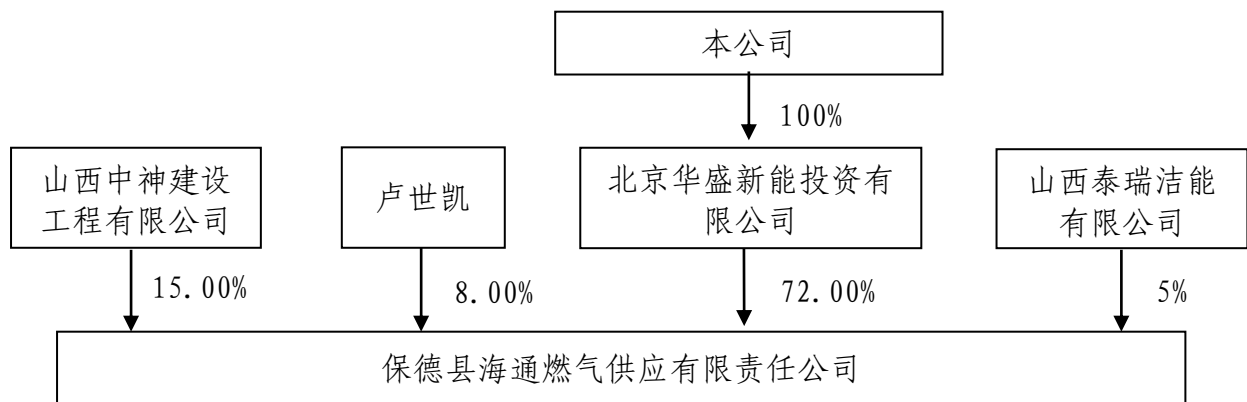 本公司
100%
山西中神建设
工程有限公司
卢世凯
北京华盛新能投资有
限公司
山西泰瑞洁能
有限公司
15.00%
8.00%
72.00%
5%
保德县海通燃气供应有限责任公司